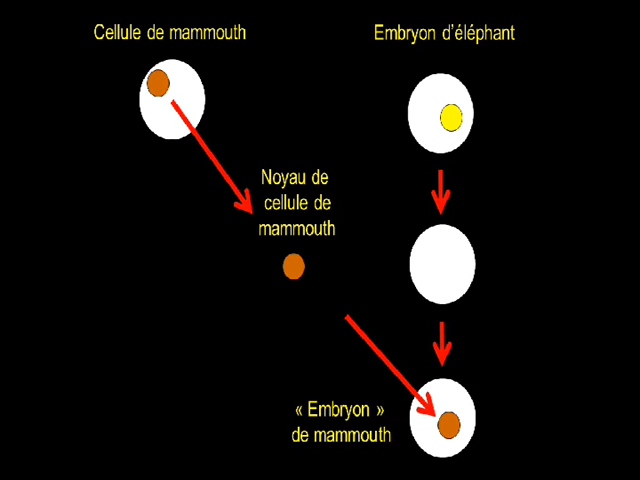 Cellule de mammouth
Embryon d'éléphant
Noyau de
cellule de
mammouth
« Embryon »
de mammouth